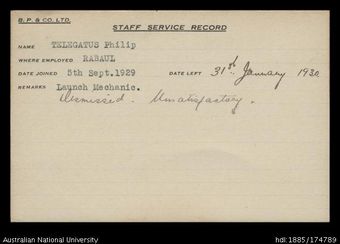 B. P. & CO. LTD.
STAFF SERVICE RECORD
NAME TELEGATUS Philip
WHERE EMPLOYED RABAUL
DATE JOINED 5th Sept.1929 DATE LEFT 31st January 1930
REMARKS Launch Mechanic.
Dismissed. Unsatisfactory.
Australian National University
hdl:1885/174789